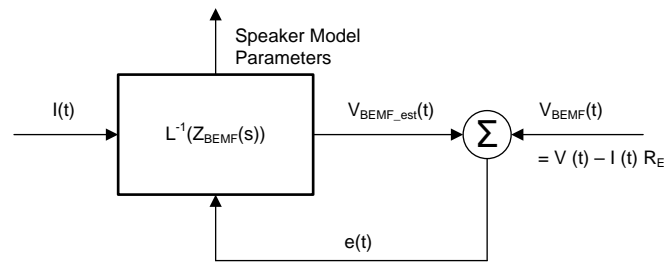 Speaker Model
Parameters
I(t)
L⁻¹(Z_BEMF(s))
V_BEMF_est(t)
Σ
V_BEMF(t)
= V (t) – I (t) R_E
e(t)